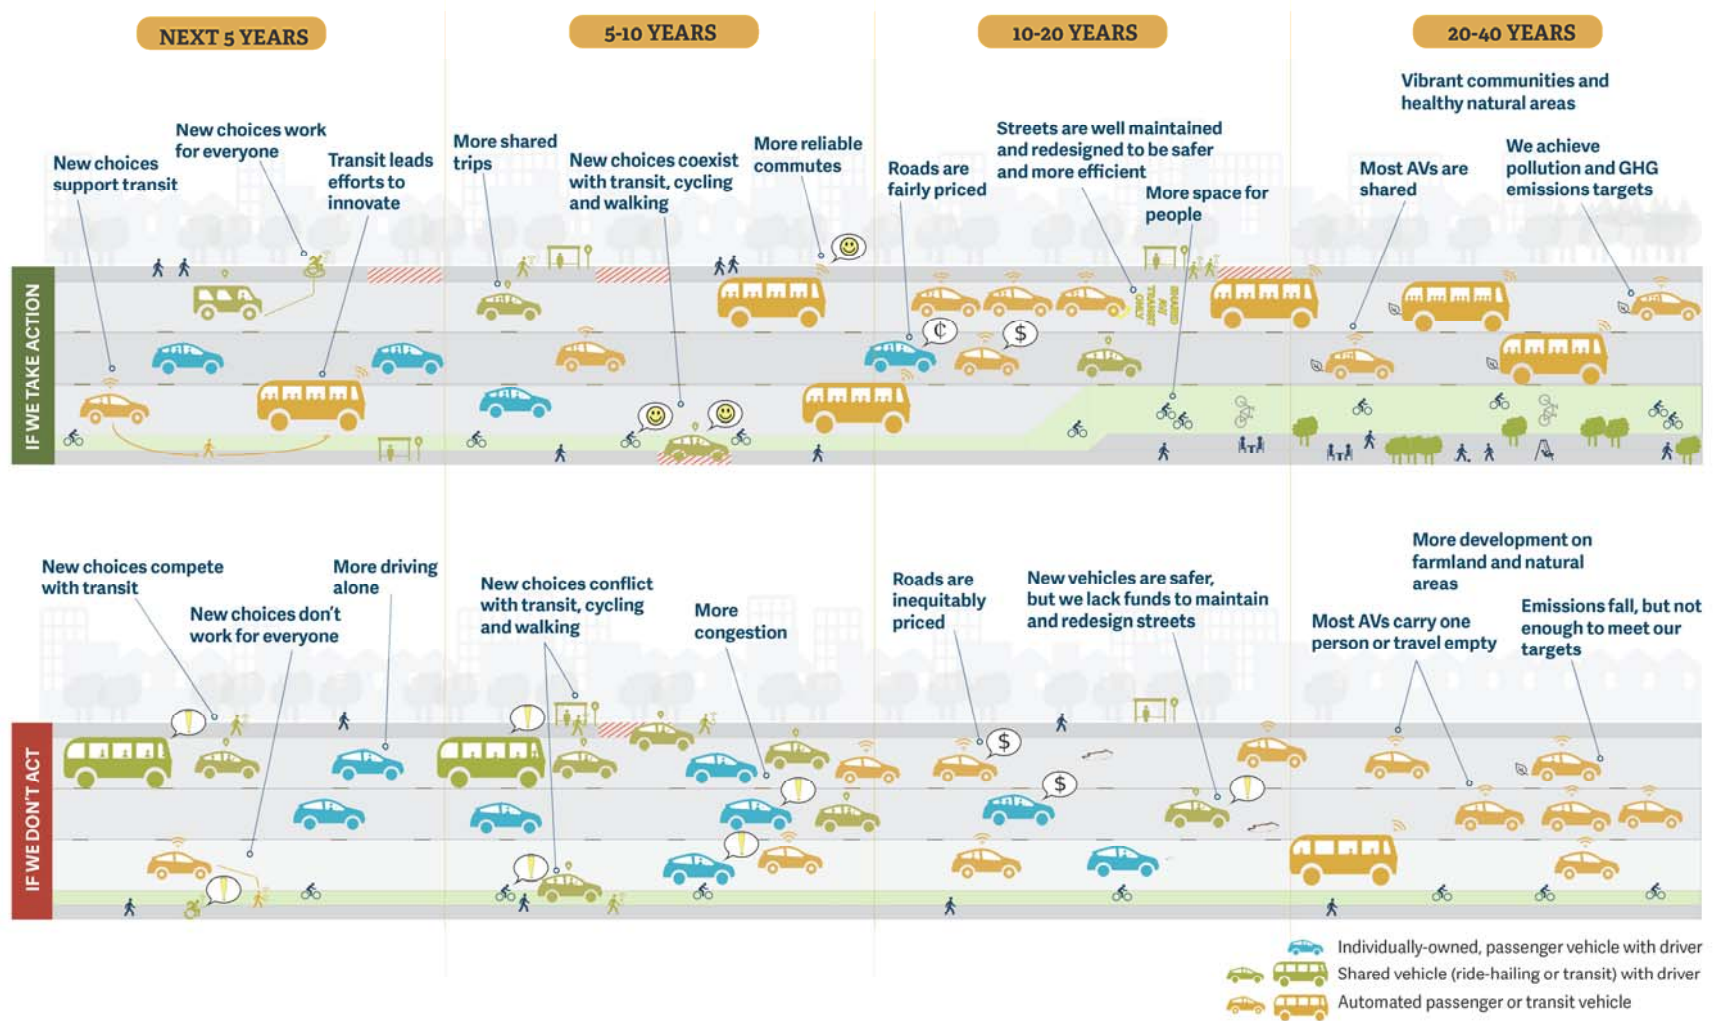 NEXT 5 YEARS
5-10 YEARS
10-20 YEARS
20-40 YEARS
IF WE TAKE ACTION
New choices
support transit
New choices work
for everyone
Transit leads
efforts to
innovate
More shared
trips
New choices coexist
with transit, cycling
and walking
More reliable
commutes
Roads are
fairly priced
Streets are well maintained
and redesigned to be safer
and more efficient
More space for
people
Vibrant communities and
healthy natural areas
Most AVs are
shared
We achieve
pollution and GHG
emissions targets
¢
$
SHARED
AV
TRANSIT
ONLY
IF WE DON'T ACT
New choices compete
with transit
New choices don't
work for everyone
More driving
alone
New choices conflict
with transit, cycling
and walking
More
congestion
Roads are
inequitably
priced
New vehicles are safer,
but we lack funds to maintain
and redesign streets
More development on
farmland and natural
areas
Most AVs carry one
person or travel empty
Emissions fall, but not
enough to meet our
targets
!
!
!
!
!
!
$
$
!
Individually-owned, passenger vehicle with driver
Shared vehicle (ride-hailing or transit) with driver
Automated passenger or transit vehicle